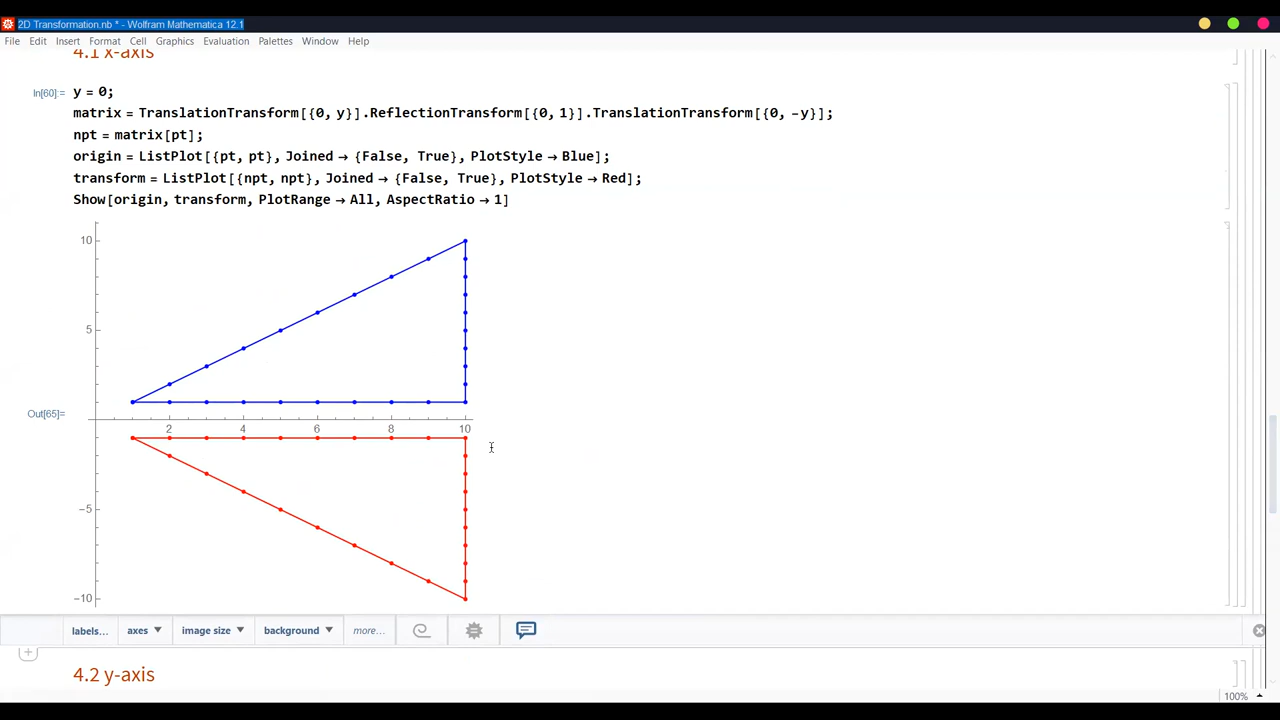 2D Transformation.nb * - Wolfram Mathematica 12.1
File Edit Insert Format Cell Graphics Evaluation Palettes Window Help
4.1 x-axis
In[60]:= y = 0;
matrix = TranslationTransform[{0, y}].ReflectionTransform[{0, 1}].TranslationTransform[{0, -y}];
npt = matrix[pt];
origin = ListPlot[{pt, pt}, Joined → {False, True}, PlotStyle → Blue];
transform = ListPlot[{npt, npt}, Joined → {False, True}, PlotStyle → Red];
Show[origin, transform, PlotRange → All, AspectRatio → 1]
10
5
Out[65]=
2 4 6 8 10
-5
-10
labels... axes image size background more...
4.2 y-axis
100%